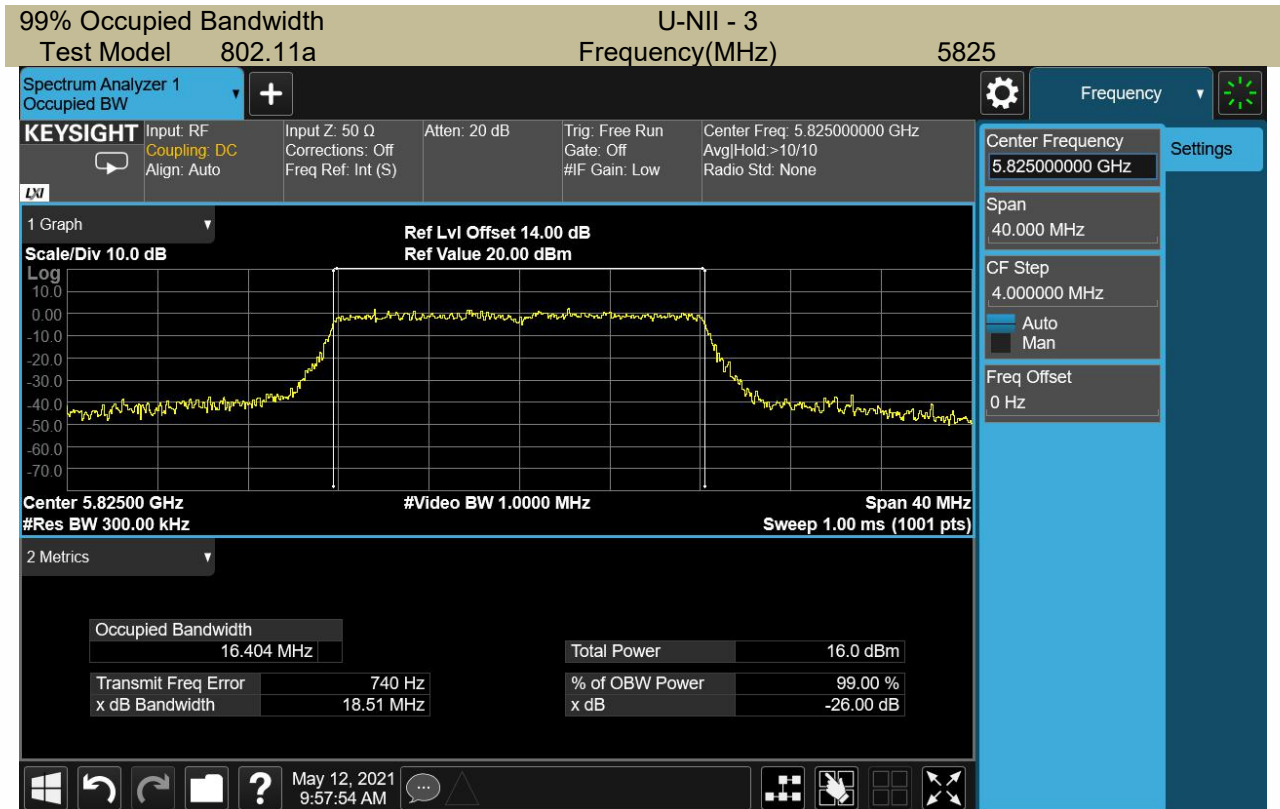 99% Occupied Bandwidth U-NII - 3
Test Model 802.11a Frequency(MHz) 5825
Spectrum Analyzer 1
Occupied BW
+
Frequency
KEYSIGHT
LXI
Input: RF
Coupling: DC
Align: Auto
Input Z: 50 Ω
Corrections: Off
Freq Ref: Int (S)
Atten: 20 dB
Trig: Free Run
Gate: Off
#IF Gain: Low
Center Freq: 5.825000000 GHz
Avg|Hold:>10/10
Radio Std: None
Center Frequency
5.825000000 GHz
Settings
Span
40.000 MHz
CF Step
4.000000 MHz
Auto
Man
Freq Offset
0 Hz
1 Graph
Scale/Div 10.0 dB
Ref Lvl Offset 14.00 dB
Ref Value 20.00 dBm
Log
10.0
0.00
-10.0
-20.0
-30.0
-40.0
-50.0
-60.0
-70.0
Center 5.82500 GHz #Video BW 1.0000 MHz Span 40 MHz
#Res BW 300.00 kHz Sweep 1.00 ms (1001 pts)
2 Metrics
Occupied Bandwidth
16.404 MHz
Total Power 16.0 dBm
Transmit Freq Error 740 Hz
% of OBW Power 99.00 %
x dB Bandwidth 18.51 MHz
x dB -26.00 dB
?
May 12, 2021
9:57:54 AM